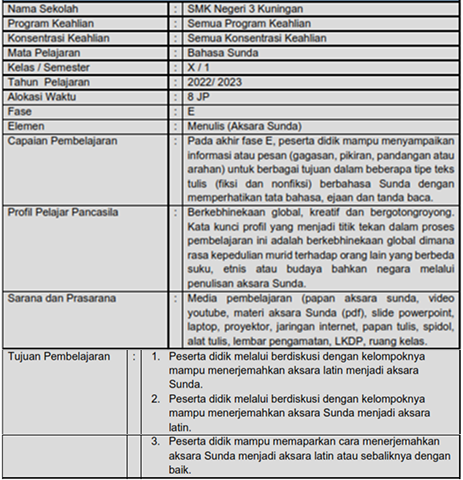 Nama Sekolah : SMK Negeri 3 Kuningan
Program Keahlian : Semua Program Keahlian
Konsentrasi Keahlian : Semua Konsentrasi Keahlian
Mata Pelajaran : Bahasa Sunda
Kelas / Semester : X / 1
Tahun Pelajaran : 2022/ 2023
Alokasi Waktu : 8 JP
Fase : E
Elemen : Menulis (Aksara Sunda)
Capaian Pembelajaran : Pada akhir fase E, peserta didik mampu menyampaikan
informasi atau pesan (gagasan, pikiran, pandangan atau
arahan) untuk berbagai tujuan dalam beberapa tipe teks
tulis (fiksi dan nonfiksi) berbahasa Sunda dengan
memperhatikan tata bahasa, ejaan dan tanda baca.
Profil Pelajar Pancasila : Berkebhinekaan global, kreatif dan bergotongroyong.
Kata kunci profil yang menjadi titik tekan dalam proses
pembelajaran ini adalah berkebhinekaan global dimana
rasa kepedulian murid terhadap orang lain yang berbeda
suku, etnis atau budaya bahkan negara melalui
penulisan aksara Sunda.
Sarana dan Prasarana : Media pembelajaran (papan aksara sunda, video
youtube, materi aksara Sunda (pdf), slide powerpoint,
laptop, proyektor, jaringan internet, papan tulis, spidol,
alat tulis, lembar pengamatan, LKDP, ruang kelas.
Tujuan Pembelajaran : 1. Peserta didik melalui berdiskusi dengan kelompoknya
mampu menerjemahkan aksara latin menjadi aksara
Sunda.
2. Peserta didik melalui berdiskusi dengan kelompoknya
mampu menerjemahkan aksara Sunda menjadi aksara
latin.
3. Peserta didik mampu memaparkan cara menerjemahkan
aksara Sunda menjadi aksara latin atau sebaliknya dengan
baik.